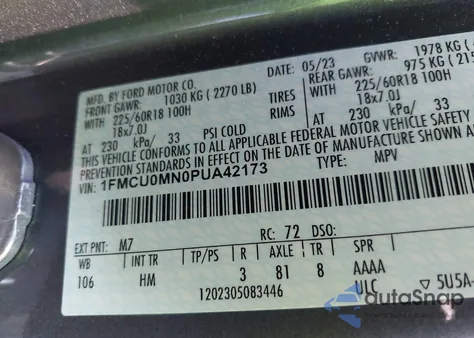 MFD. BY FORD MOTOR CO. 05/23 GVWR: 1978 KG
FRONT GAWR: 1030 KG ( 2270 LB) REAR GAWR: 975 KG
WITH 225/60R18 100H TIRES WITH 225/60R18 100H
18x7.0J RIMS 18x7.0J
AT 230 kPa/ 33 PSI COLD AT 230 kPa/ 33
THIS VEHICLE CONFORMS TO ALL APPLICABLE FEDERAL MOTOR VEHICLE
PREVENTION STANDARDS IN EFFECT ON THE DATE OF MANUFACTURE
1FMCU0MN0PUA42173 TYPE: MPV
EXT PNT: M7 RC: 72 DSO:
WB INT TR TP/PS R AXLE TR SPR
106 HM 3 81 8 AAAA
1202305083446 ULC ▽ 5U5A-
autoSnap